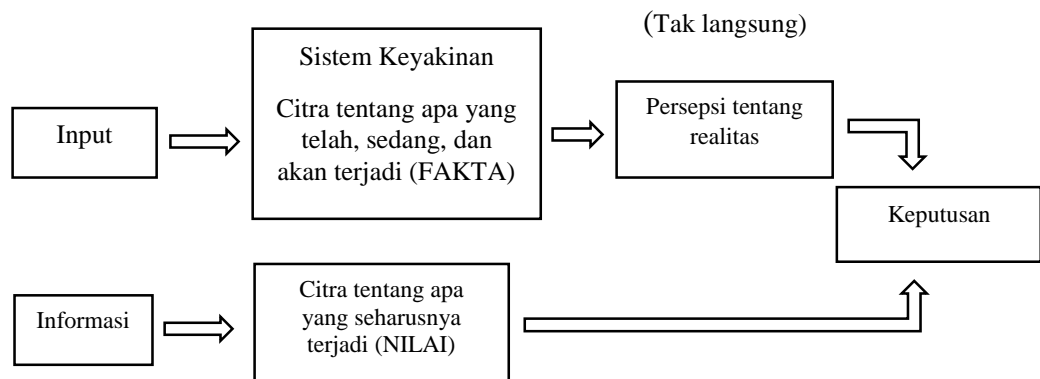 (Tak langsung)
Sistem Keyakinan
Citra tentang apa yang
telah, sedang, dan
akan terjadi (FAKTA)
Input
Persepsi tentang
realitas
Keputusan
Informasi
Citra tentang apa
yang seharusnya
terjadi (NILAI)